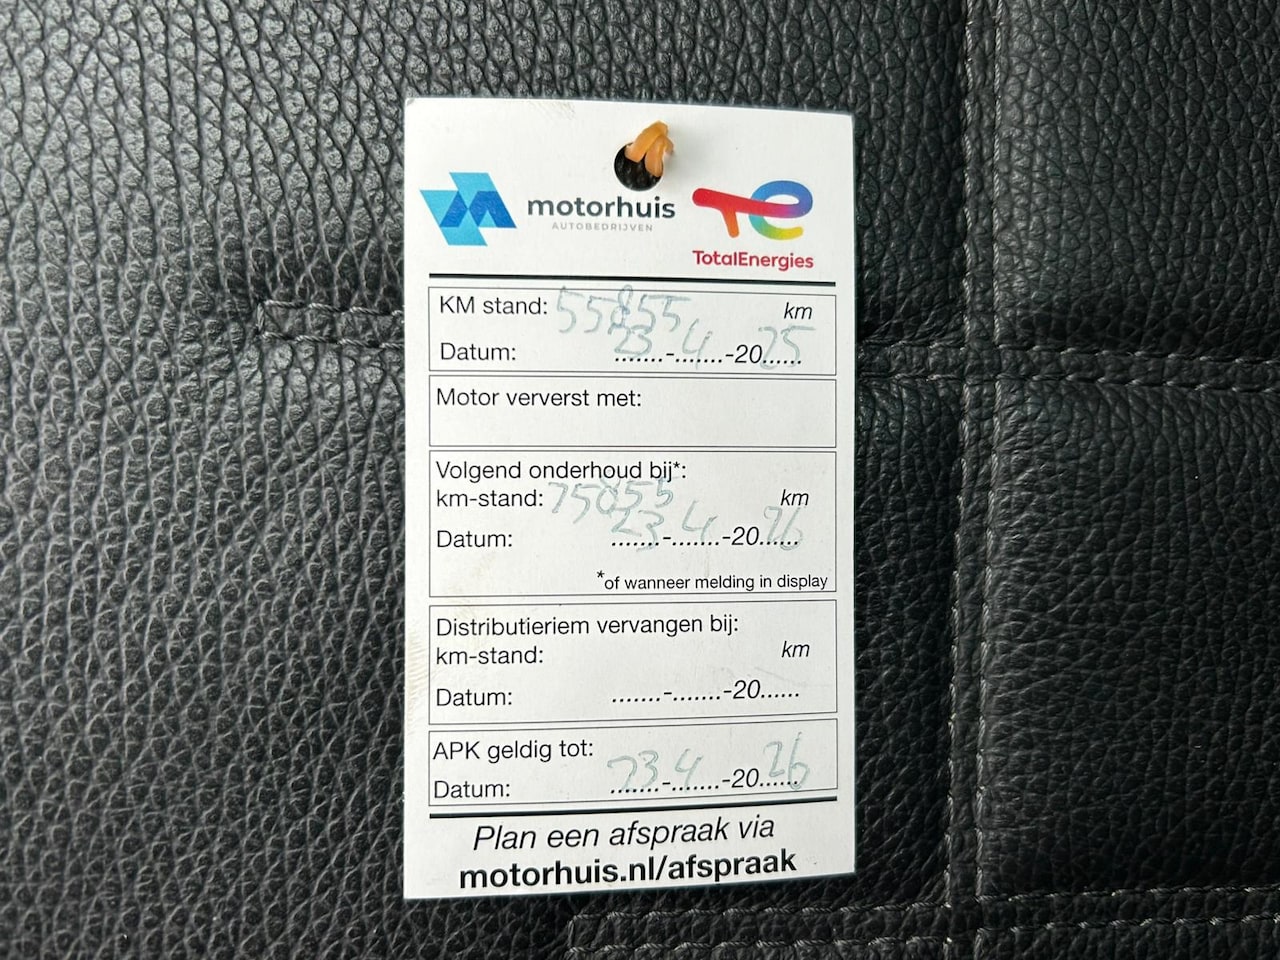 motorhuis
AUTOBEDRIJVEN
TotalEnergies
KM stand: 55855 km
Datum: 23-4-2025
Motor ververst met:
Volgend onderhoud bij*:
km-stand: 75855 km
Datum: 23-4-2026
*of wanneer melding in display
Distributieriem vervangen bij:
km-stand: km
Datum: .......-.......-20......
APK geldig tot:
Datum: 23-4-2026
Plan een afspraak via
motorhuis.nl/afspraak